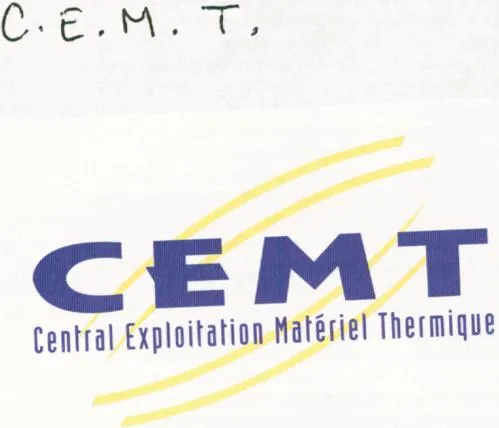 C.E.M.T.
CEMT
Central Exploitation Matériel Thermique